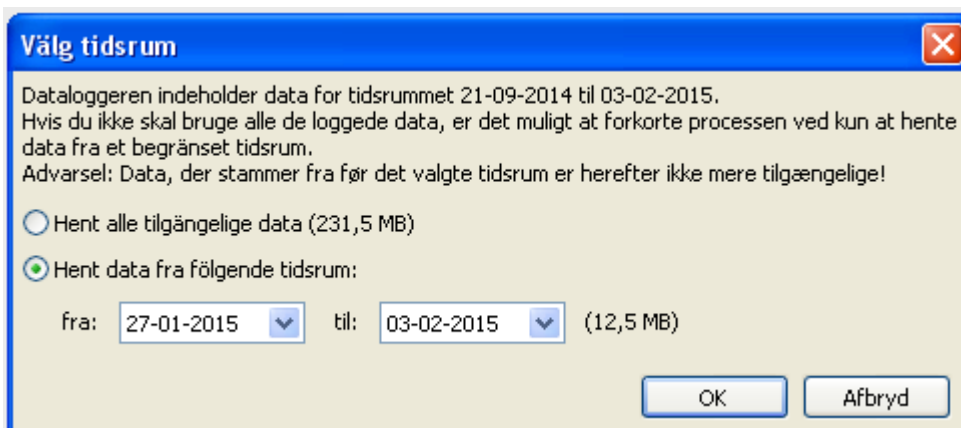 Välg tidsrum
Dataloggeren indeholder data for tidsrummet 21-09-2014 til 03-02-2015.
Hvis du ikke skal bruge alle de loggede data, er det muligt at forkorte processen ved kun at hente
data fra et begränset tidsrum.
Advarsel: Data, der stammer fra før det valgte tidsrum er herefter ikke mere tilgængelige!
Hent alle tilgängelige data (231,5 MB)
Hent data fra fölgende tidsrum:
fra: 27-01-2015 til: 03-02-2015 (12,5 MB)
OK Afbryd